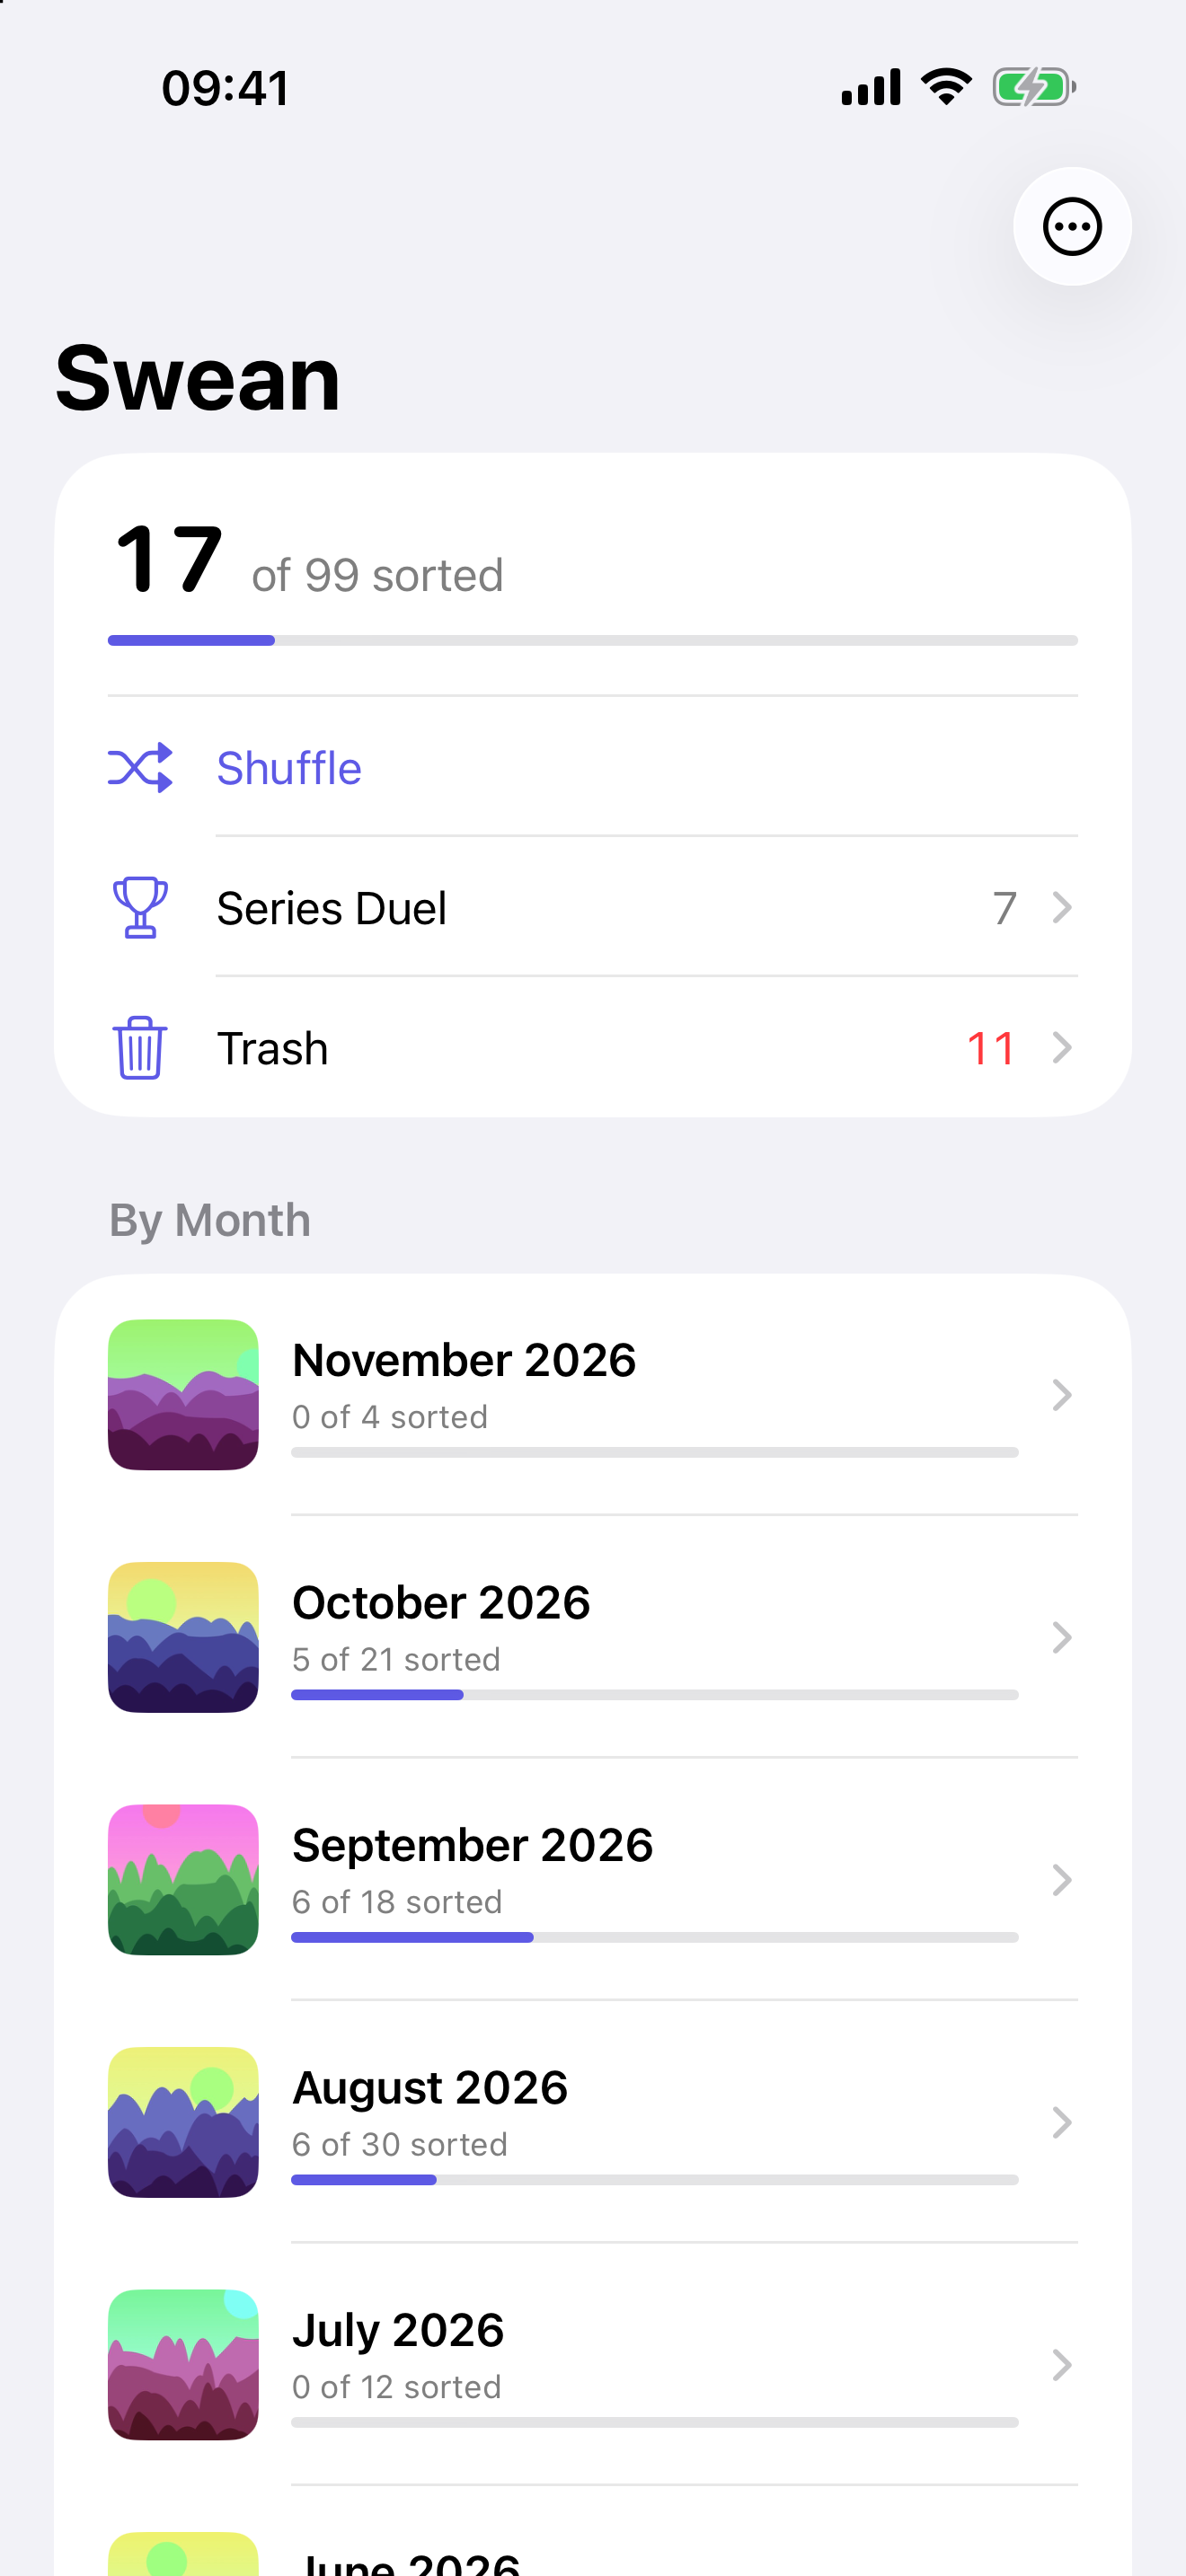 09:41
Swean
17 of 99 sorted
Shuffle
Series Duel 7
Trash 11
By Month
November 2026
0 of 4 sorted
October 2026
5 of 21 sorted
September 2026
6 of 18 sorted
August 2026
6 of 30 sorted
July 2026
0 of 12 sorted
June 2026